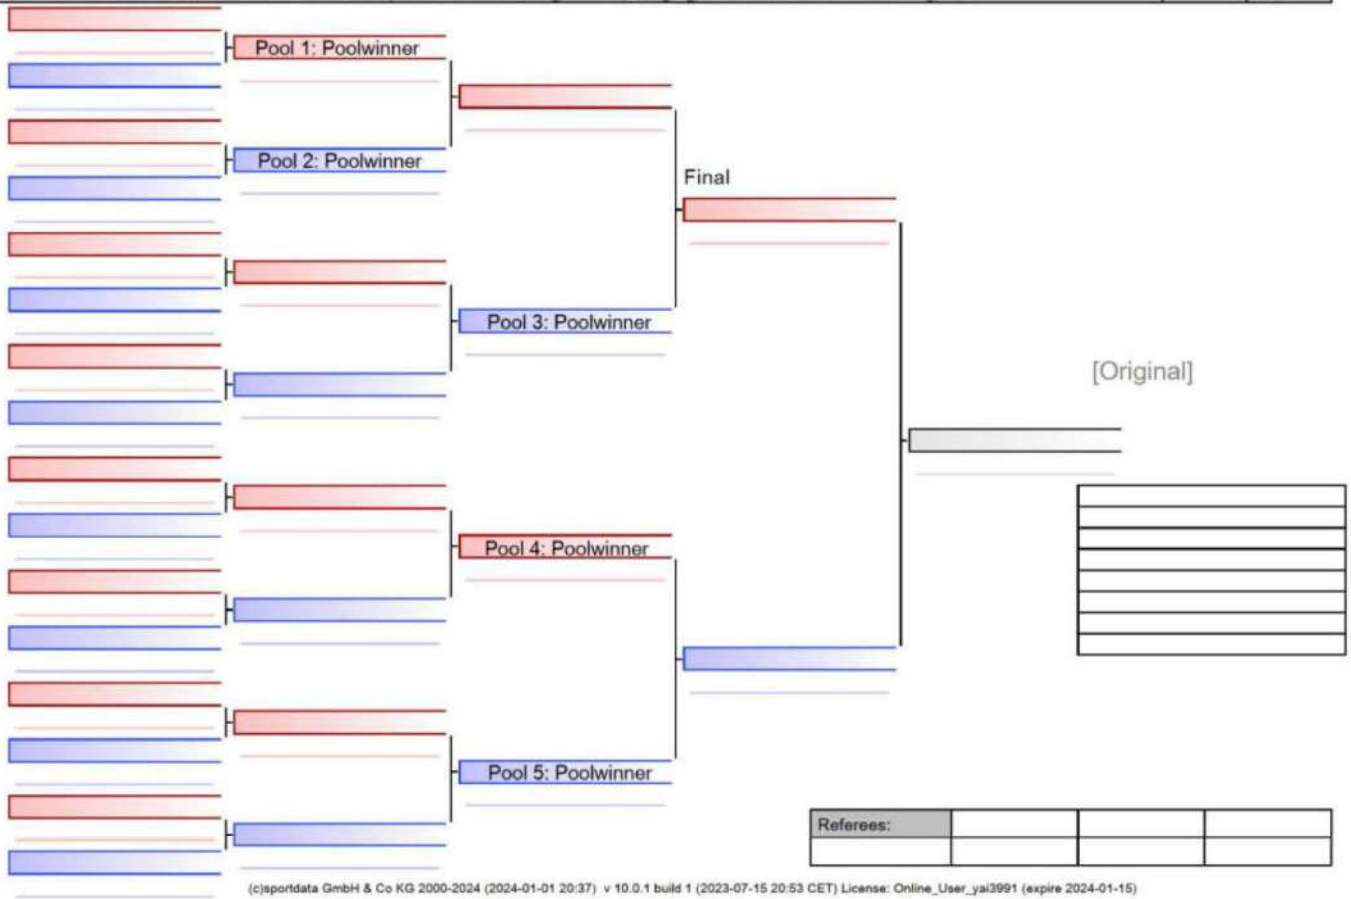 Pool 1: Poolwinner
Pool 2: Poolwinner
Final
Pool 3: Poolwinner
[Original]
Pool 4: Poolwinner
Pool 5: Poolwinner
Referees:
(c)sportdata GmbH & Co KG 2000-2024 (2024-01-01 20:37) v 10.0.1 build 1 (2023-07-15 20:53 CET) License: Online_User_yai3991 (expire 2024-01-15)